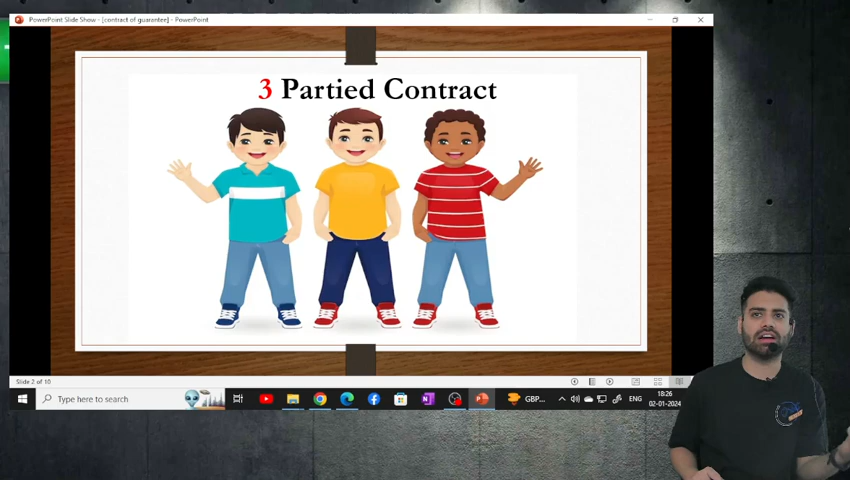 PowerPoint Slide Show - [contract of guarantee] - PowerPoint
3 Partied Contract
Slide 2 of 10
Type here to search
GBP...
ENG
18:26
02-01-2024